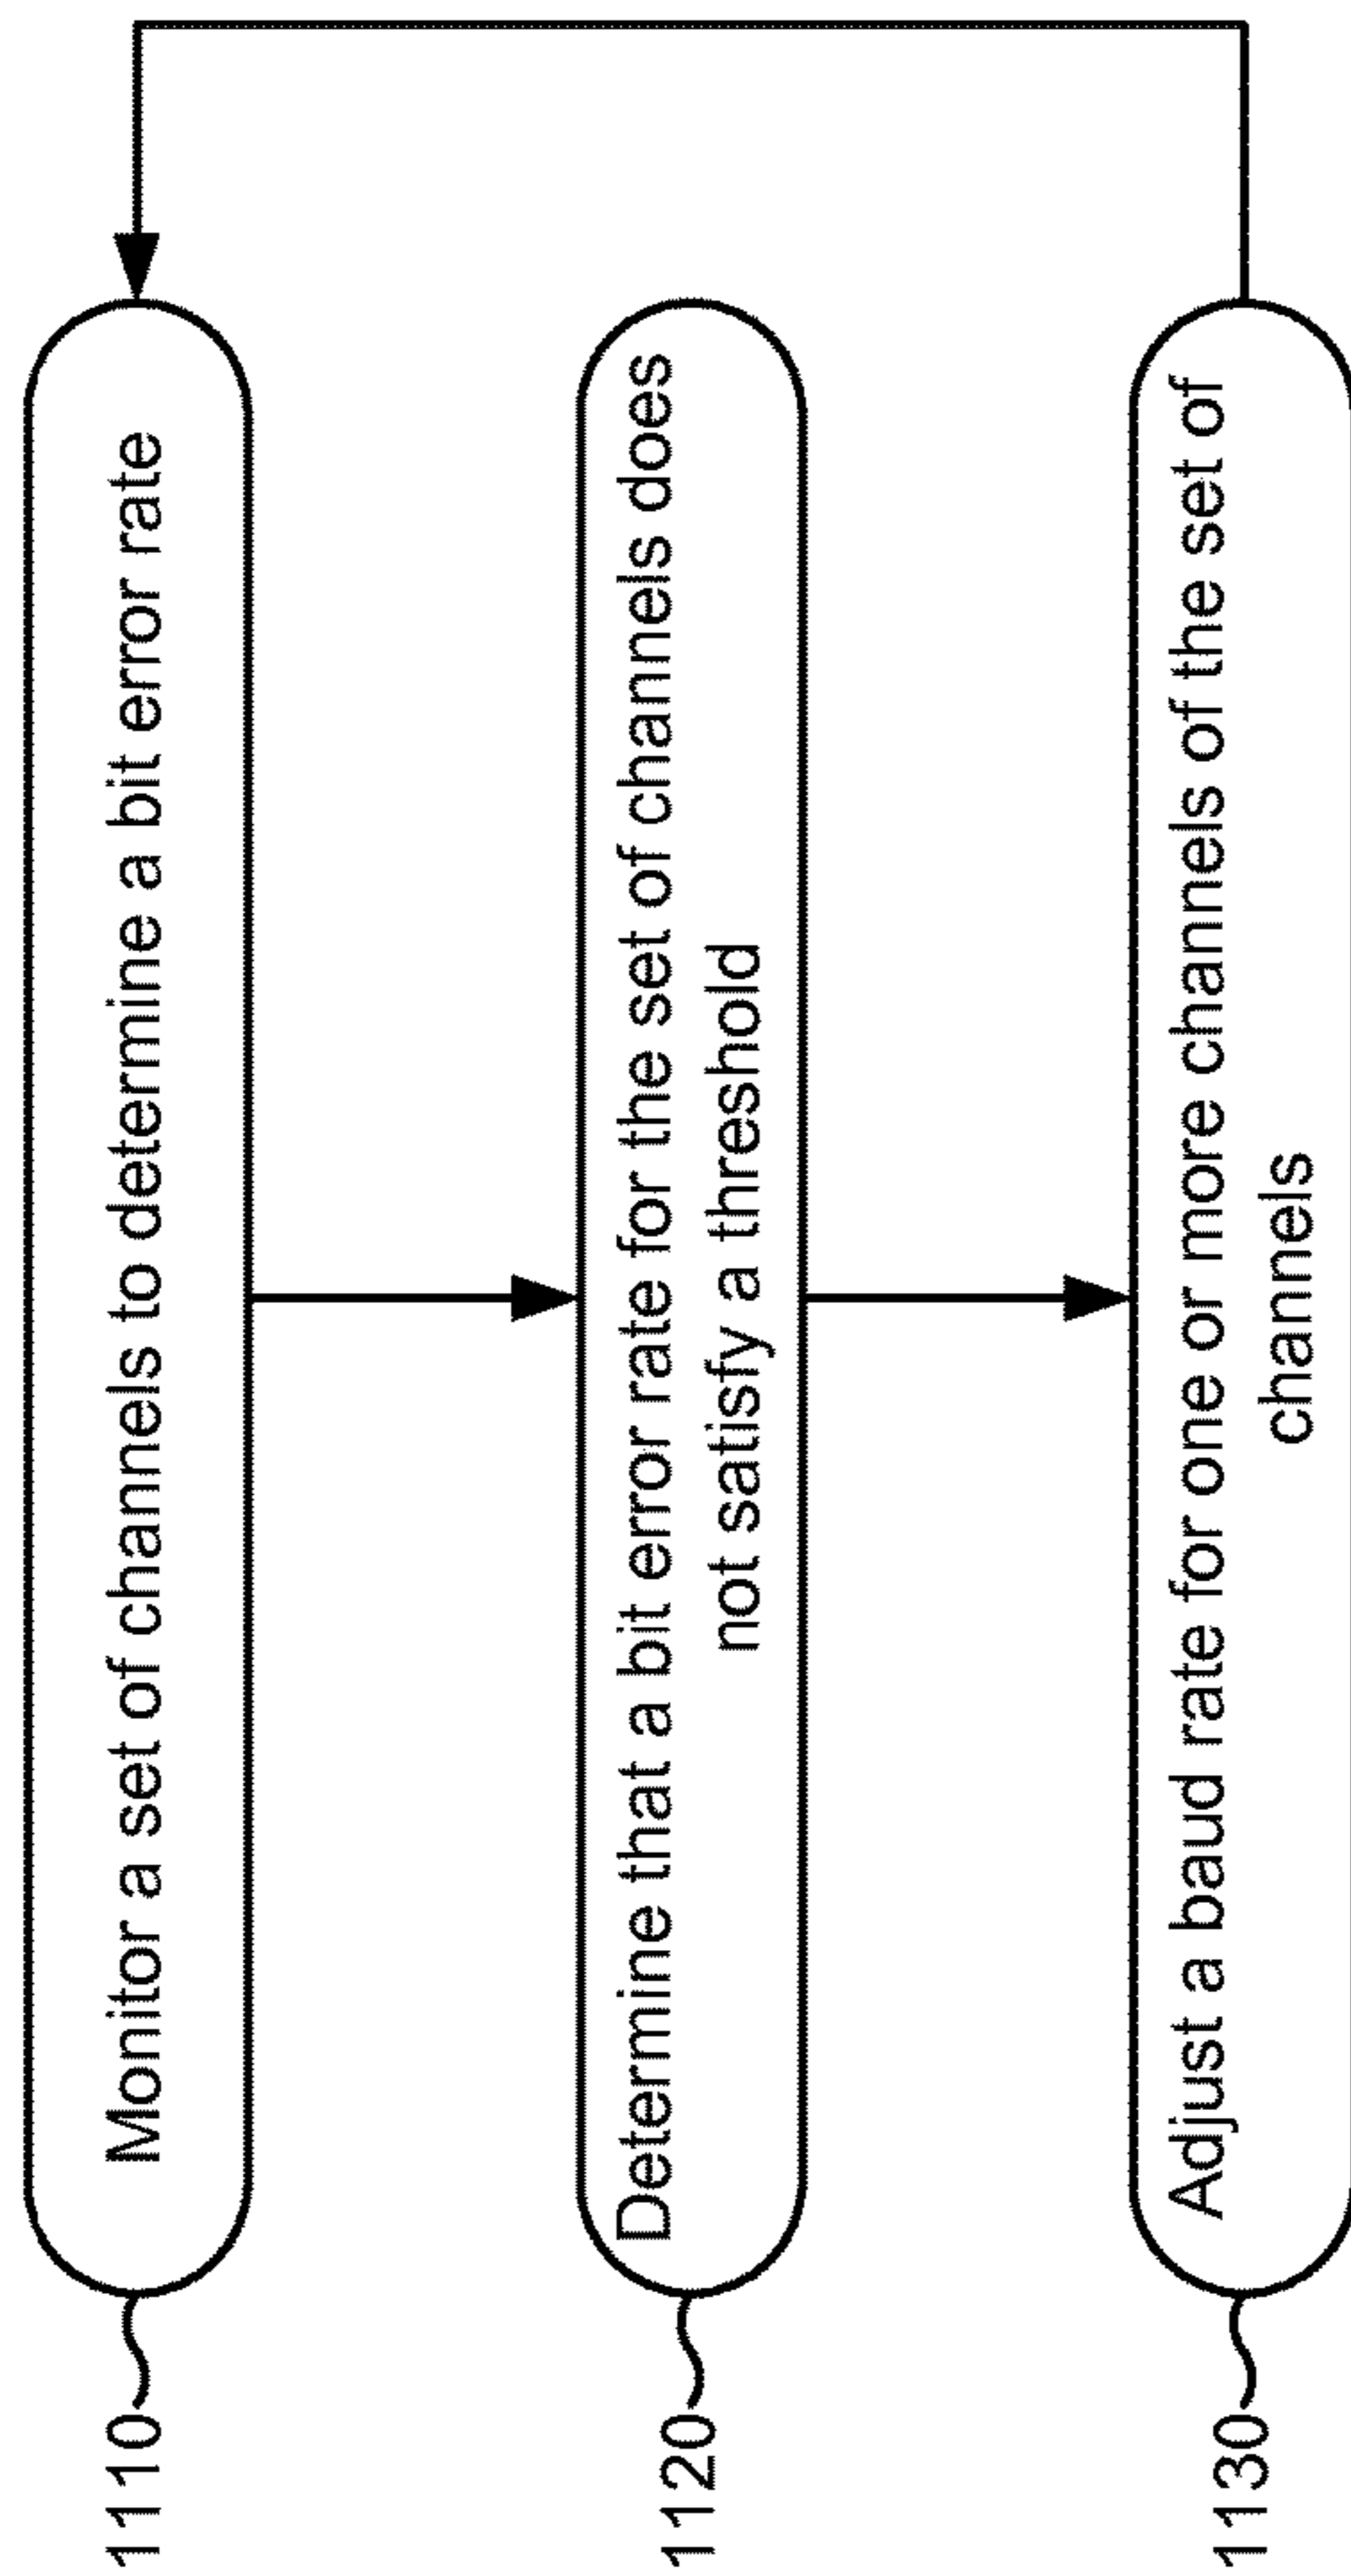 1110
Monitor a set of channels to determine a bit error rate
1120
Determine that a bit error rate for the set of channels does
not satisfy a threshold
1130
Adjust a baud rate for one or more channels of the set of
channels